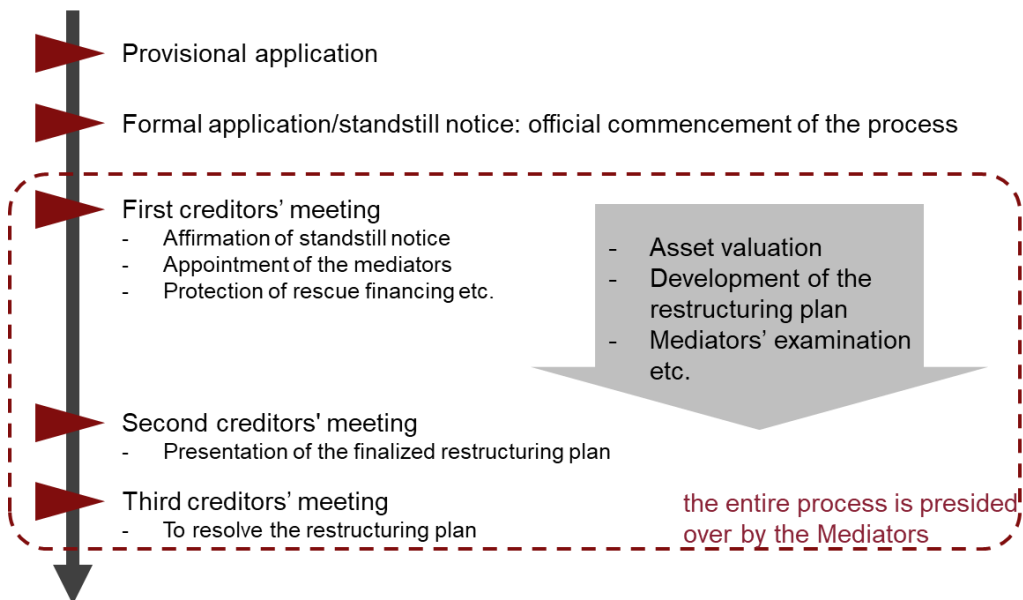 Provisional application
Formal application/standstill notice: official commencement of the process
First creditors’ meeting
- Affirmation of standstill notice
- Appointment of the mediators
- Protection of rescue financing etc.
- Asset valuation
- Development of the
restructuring plan
- Mediators’ examination
etc.
Second creditors' meeting
- Presentation of the finalized restructuring plan
Third creditors’ meeting
- To resolve the restructuring plan
the entire process is presided
over by the Mediators